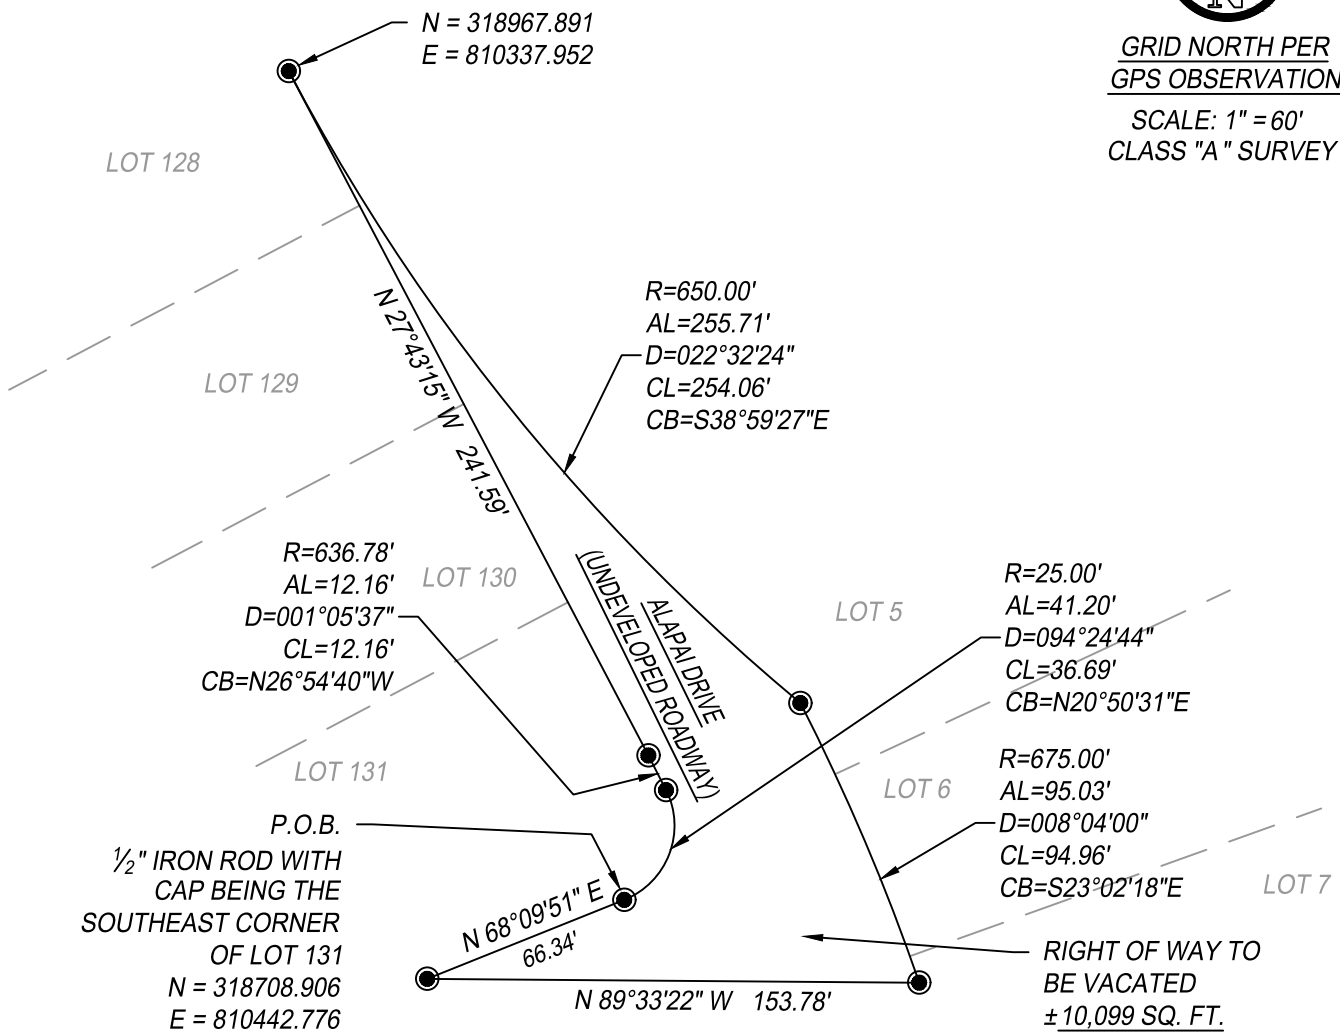 N = 318967.891
E = 810337.952
N
GRID NORTH PER
GPS OBSERVATION
SCALE: 1" = 60'
CLASS "A" SURVEY
LOT 128
R=650.00'
AL=255.71'
D=022°32'24"
CL=254.06'
CB=S38°59'27"E
LOT 129
N 27°43'15" W 241.59'
R=636.78'
AL=12.16'
D=001°05'37"
CL=12.16'
CB=N26°54'40"W
LOT 130
ALAPAI DRIVE
(UNDEVELOPED ROADWAY)
LOT 5
R=25.00'
AL=41.20'
D=094°24'44"
CL=36.69'
CB=N20°50'31"E
LOT 131
LOT 6
R=675.00'
AL=95.03'
D=008°04'00"
CL=94.96'
CB=S23°02'18"E
LOT 7
P.O.B.
½" IRON ROD WITH
CAP BEING THE
SOUTHEAST CORNER
OF LOT 131
N = 318708.906
E = 810442.776
N 68°09'51" E
66.34'
N 89°33'22" W 153.78'
RIGHT OF WAY TO
BE VACATED
±10,099 SQ. FT.